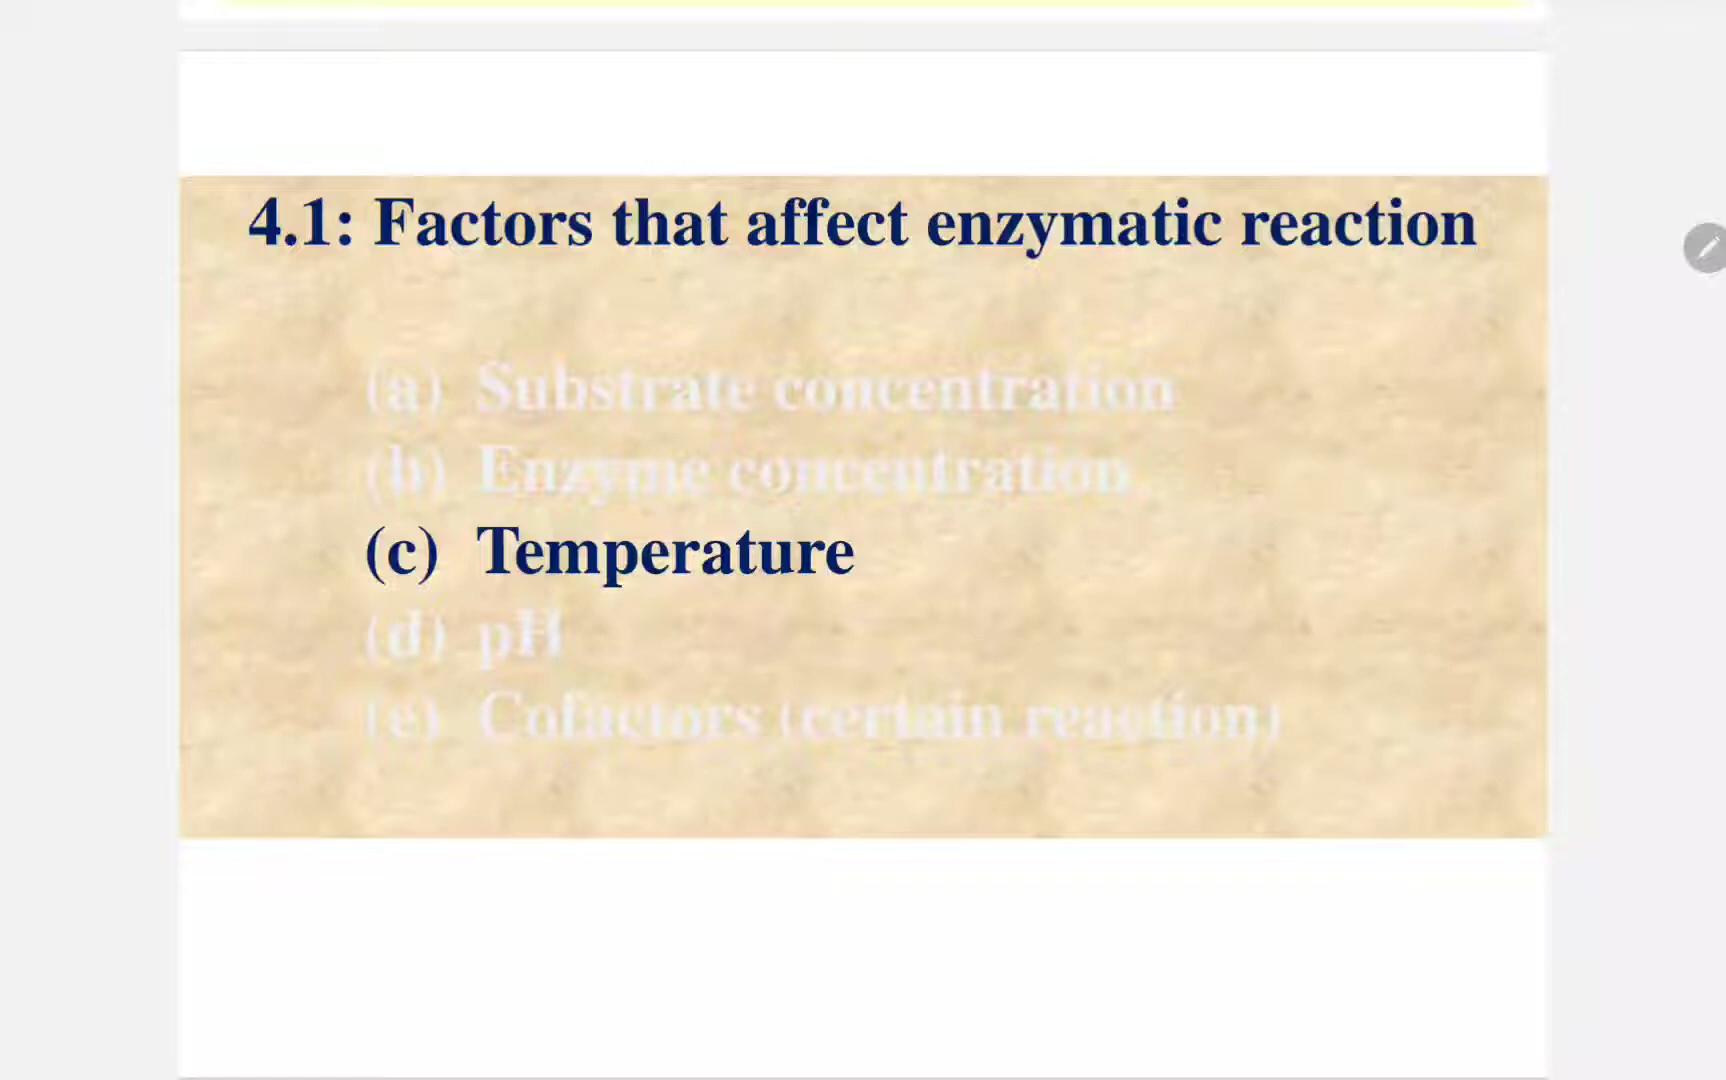 4.1: Factors that affect enzymatic reaction
(a) Substrate concentration
(b) Enzyme concentration
(c) Temperature
(d) pH
(e) Cofactors (certain reaction)